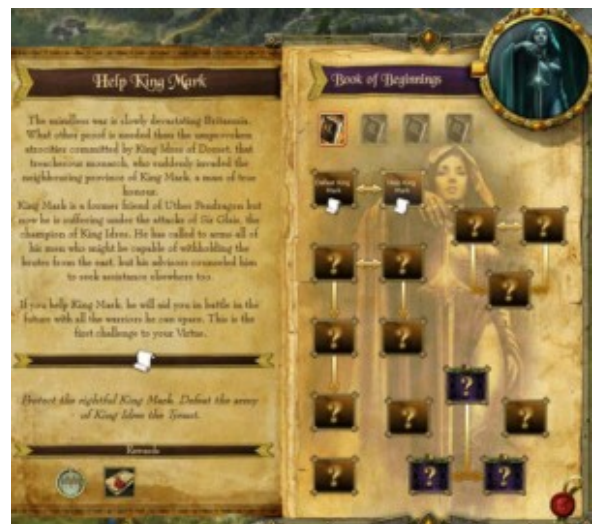 Help King Mark
The mindless war is slowly devastating Britannia.
What other proof is needed than the unprovoken
atrocities committed by King Idres of Dorset, that
treacherous monarch, who suddenly invaded the
neighbouring province of King Mark, a man of true
honour.
King Mark is a former friend of Uther Pendragon but
now he is suffering under the attacks of Sir Glais, the
champion of King Idres. He has called to arms all of
his men who might be capable of withholding the
brutes from the east, but his advisors counseled him
to seek assistance elsewhere too.
If you help King Mark, he will aid you in battle in the
future with all the warriors he can spare. This is the
first challenge to your Virtue.
Protect the rightful King Mark. Defeat the army
of King Idres the Tyrant.
Rewards
Book of Beginnings
Defeat King
Mark
Help King
Mark
? ?
? ?
?
? ?
?
? ? ?
? ? ?